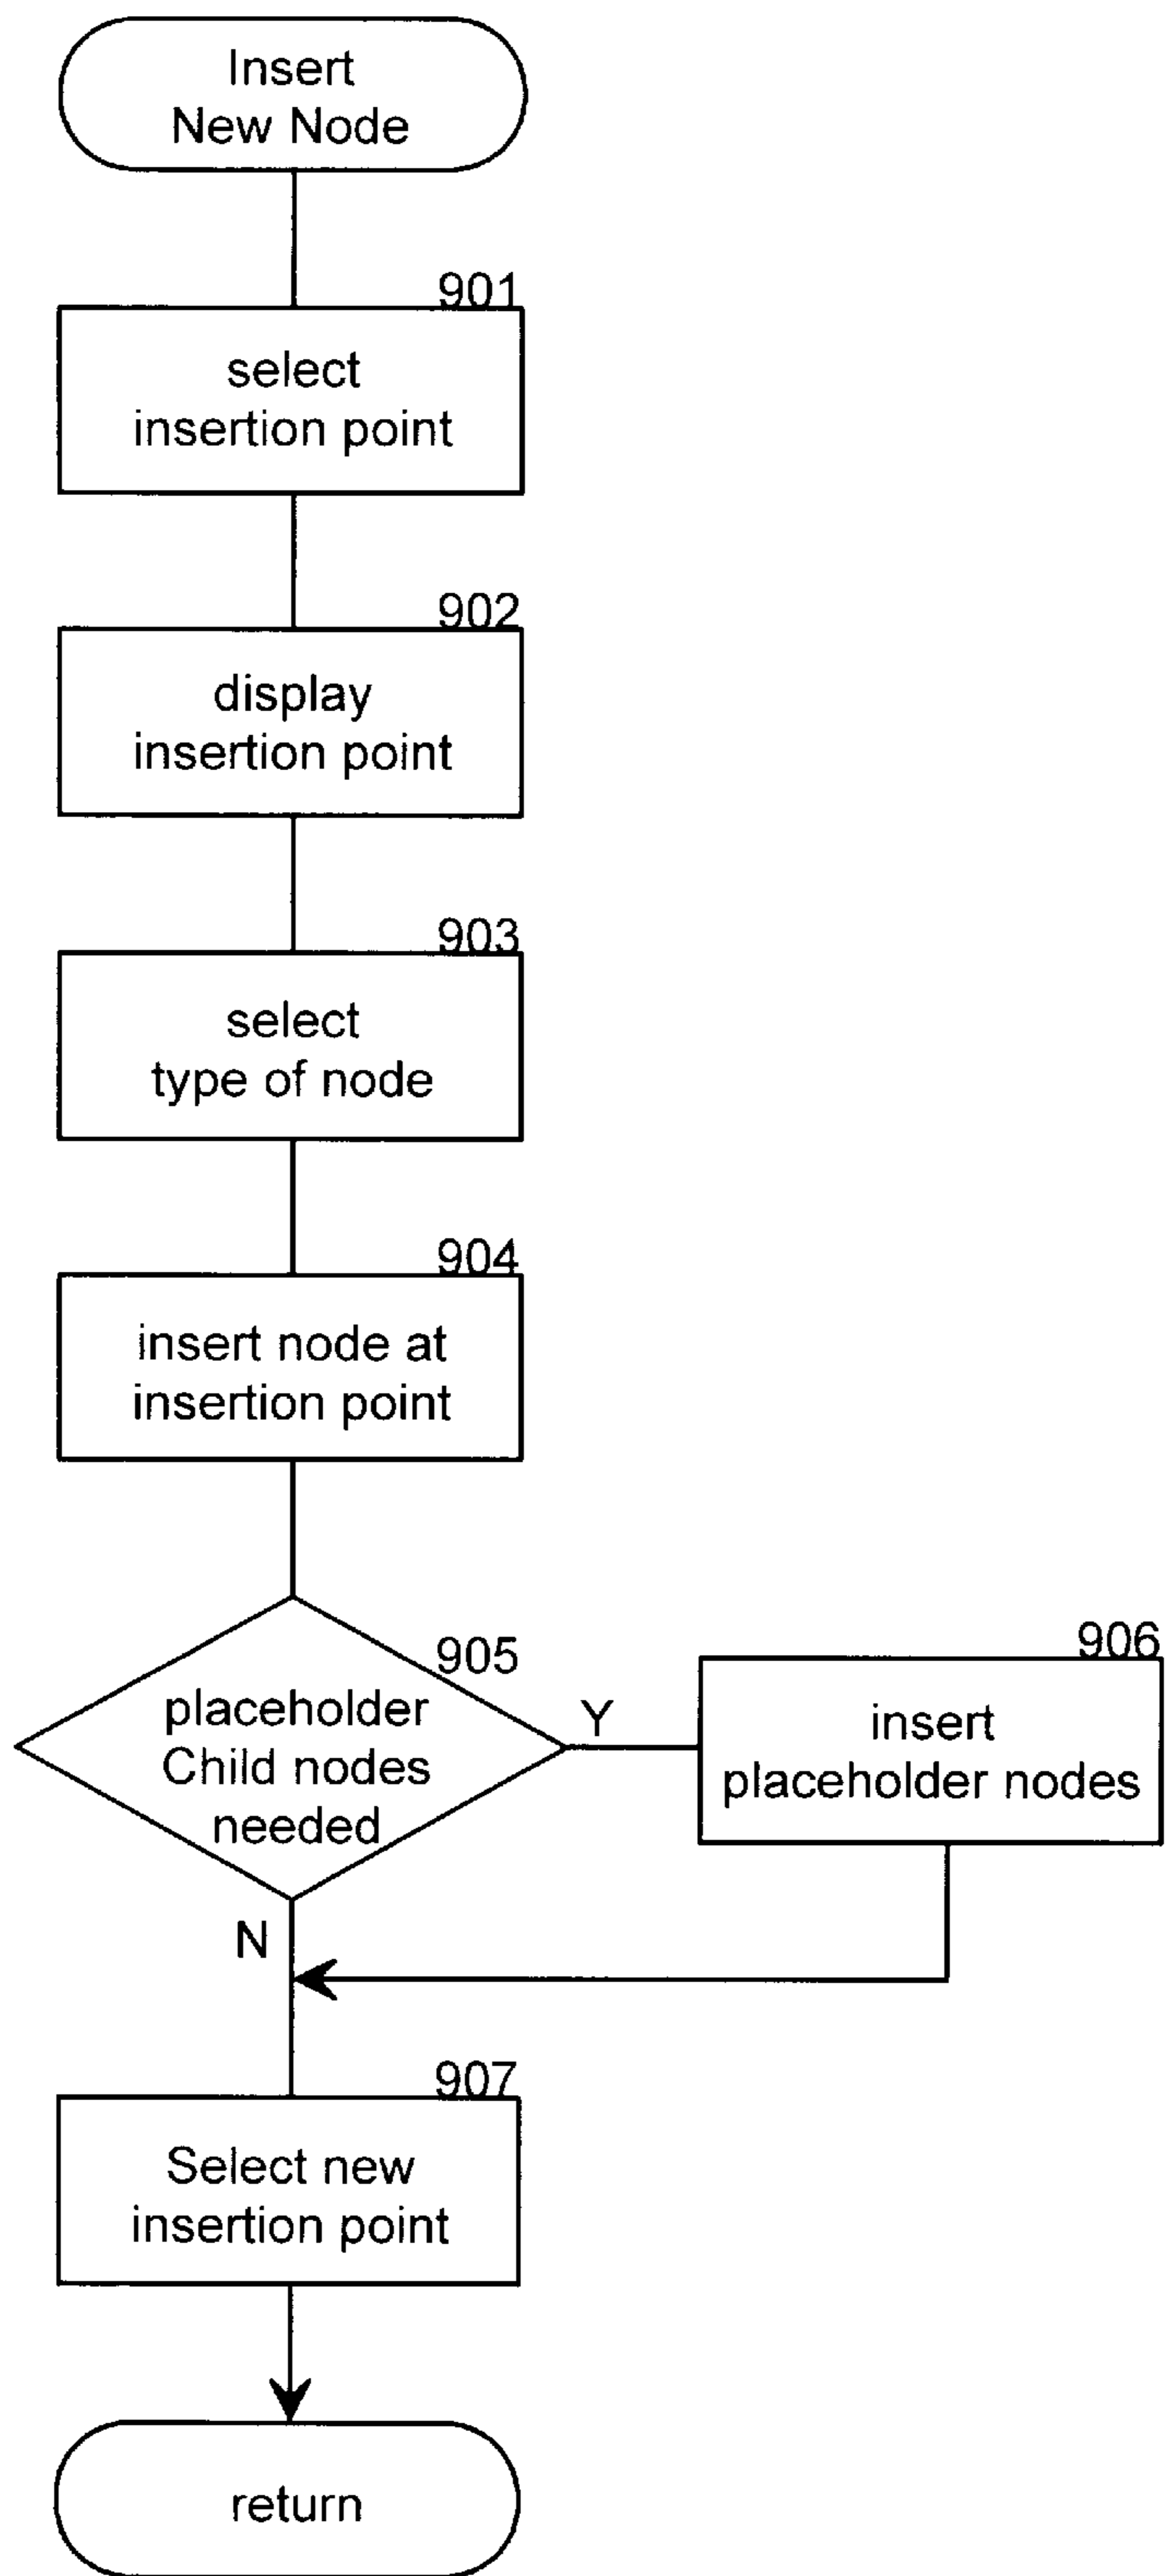 Insert
New Node
901
select
insertion point
902
display
insertion point
903
select
type of node
904
insert node at
insertion point
905
placeholder
Child nodes
needed
Y
906
insert
placeholder nodes
N
907
Select new
insertion point
return